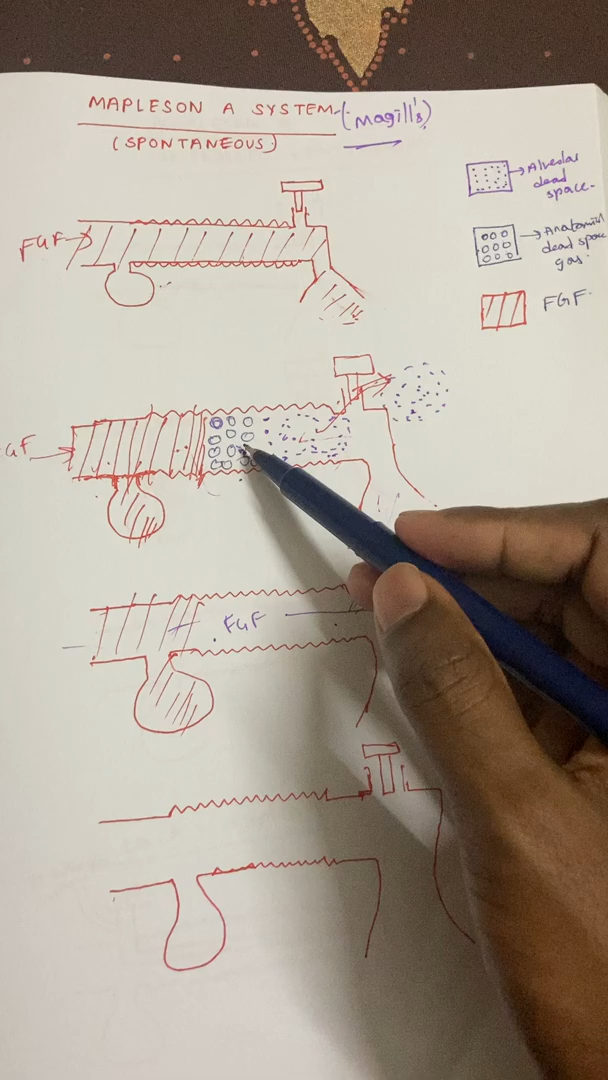 MAPLESON A SYSTEM-(Magill's)
(SPONTANEOUS)
Alveolar
dead
space.
FGF
Anatomical
dead space
gas.
FGF
GF
FGF